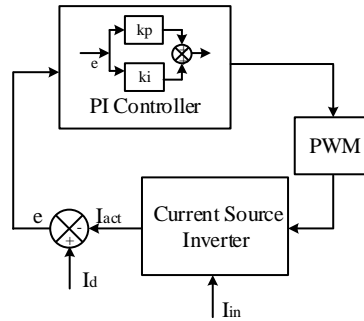 kp
e
ki
PI Controller
PWM
e
-
Iact
+
Current Source
Inverter
Id
Iin